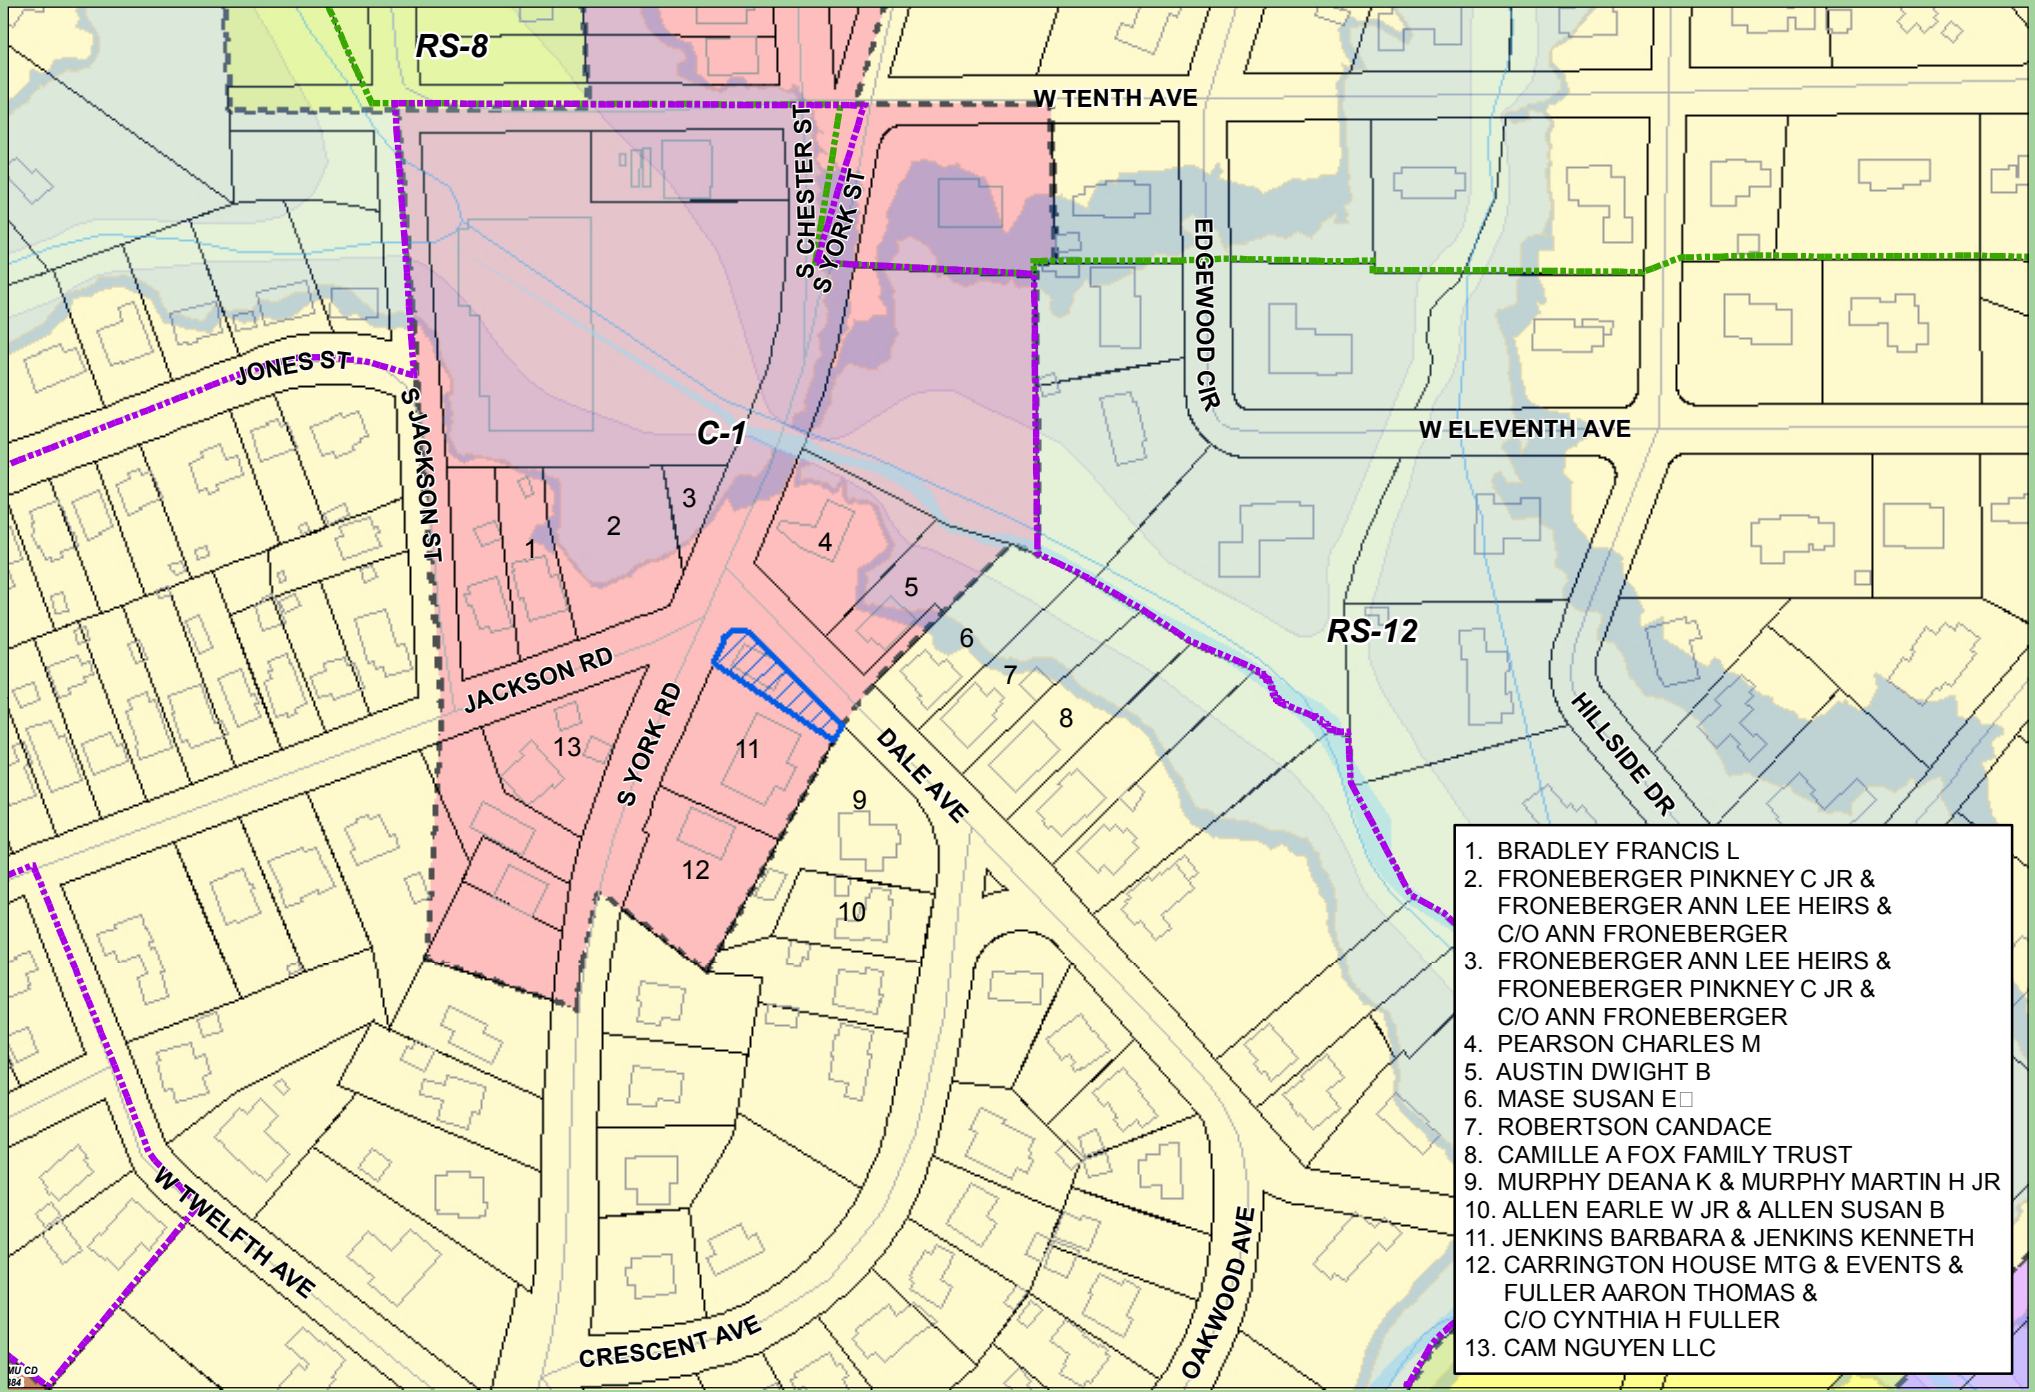 RS-8
W TENTH AVE
S CHESTER ST
S YORK ST
EDGEWOOD CIR
JONES ST
S JACKSON ST
C-1
W ELEVENTH AVE
3
2
1
4
5
6
RS-12
7
JACKSON RD
8
S YORK RD
13
11
DALE AVE
HILLSIDE DR
9
12
10
W TWELFTH AVE
CRESCENT AVE
OAKWOOD AVE
MU CD
384
1. BRADLEY FRANCIS L
2. FRONEBERGER PINKNEY C JR &
FRONEBERGER ANN LEE HEIRS &
C/O ANN FRONEBERGER
3. FRONEBERGER ANN LEE HEIRS &
FRONEBERGER PINKNEY C JR &
C/O ANN FRONEBERGER
4. PEARSON CHARLES M
5. AUSTIN DWIGHT B
6. MASE SUSAN E□
7. ROBERTSON CANDACE
8. CAMILLE A FOX FAMILY TRUST
9. MURPHY DEANA K & MURPHY MARTIN H JR
10. ALLEN EARLE W JR & ALLEN SUSAN B
11. JENKINS BARBARA & JENKINS KENNETH
12. CARRINGTON HOUSE MTG & EVENTS &
FULLER AARON THOMAS &
C/O CYNTHIA H FULLER
13. CAM NGUYEN LLC